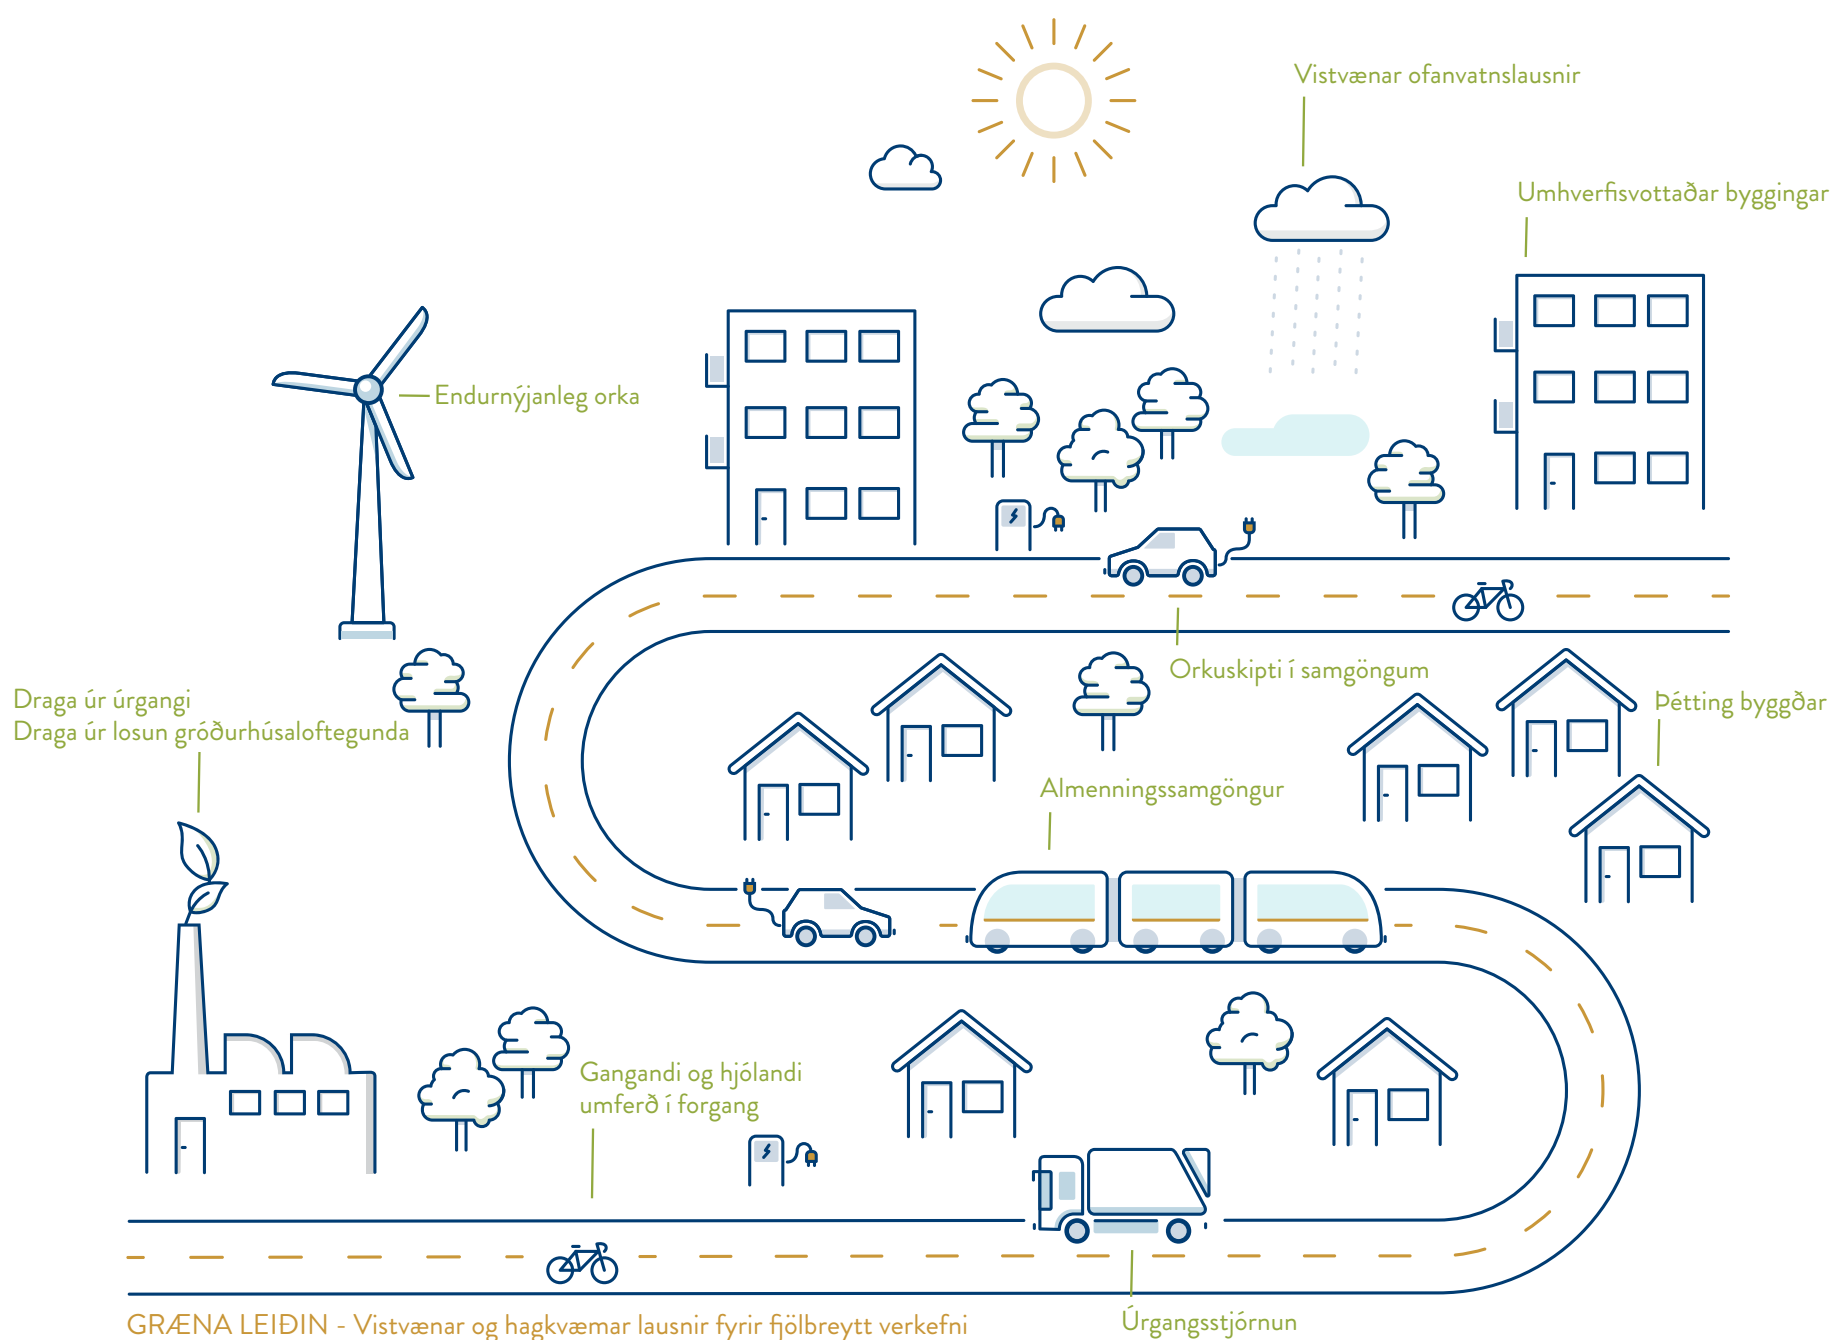 Vistvænar ofanvatnslausnir
Umhverfisvottaðar byggingar
Endurnýjanleg orka
Orkuskipti í samgöngum
Draga úr úrgangi
Draga úr losun gróðurhúsaloftegunda
Þétting byggðar
Almenningssamgöngur
Gangandi og hjólandi
umferð í forgang
Úrgangsstjórnun
GRÆNA LEIÐIN - Vistvænar og hagkvæmar lausnir fyrir fjölbreytt verkefni